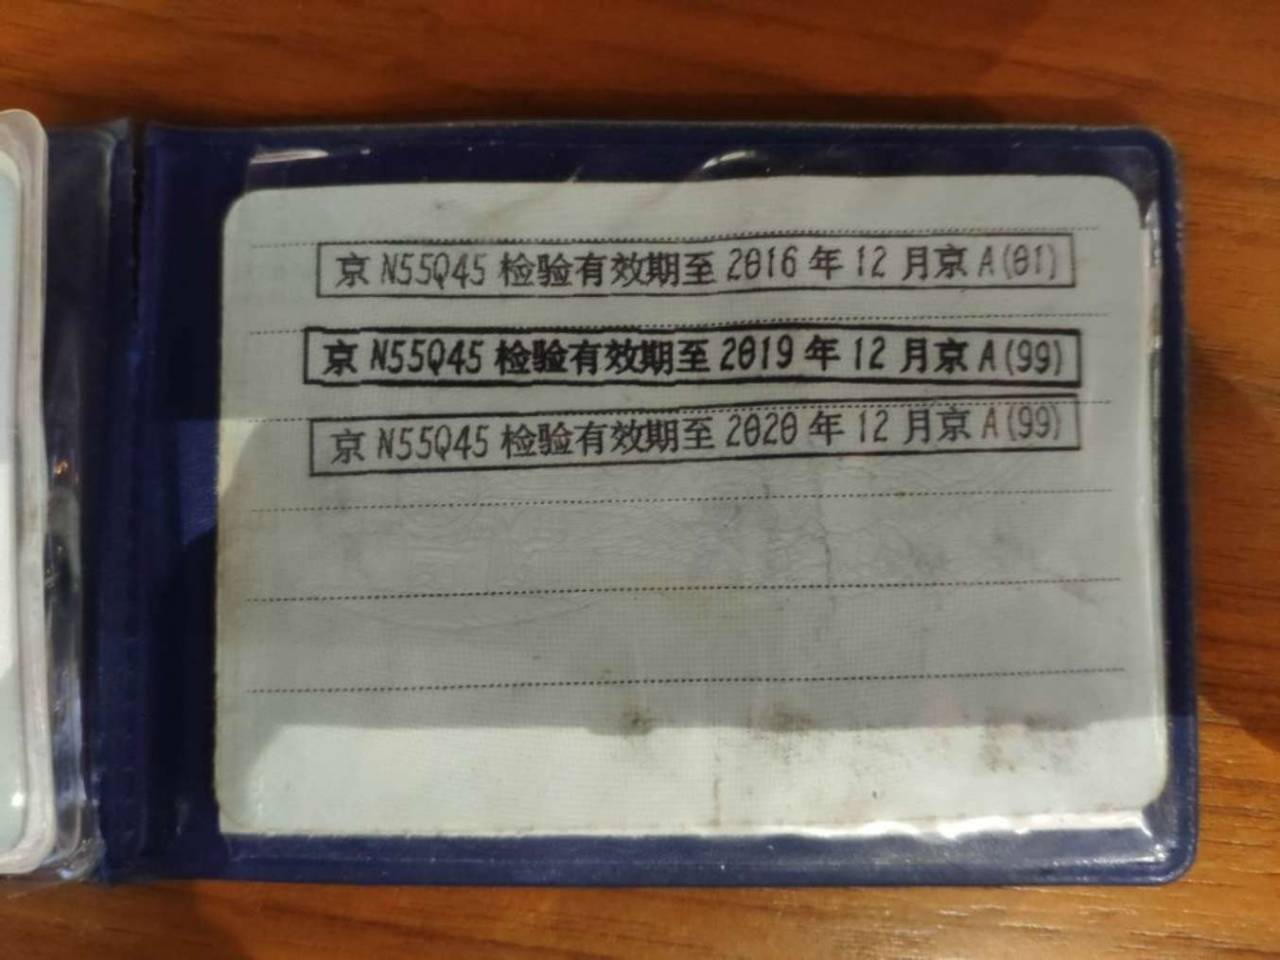 京 N55Q45 检验有效期至 2016 年 12 月京 A(01)
京 N55Q45 检验有效期至 2019 年 12 月京 A(99)
京 N55Q45 检验有效期至 2020 年 12 月京 A(99)